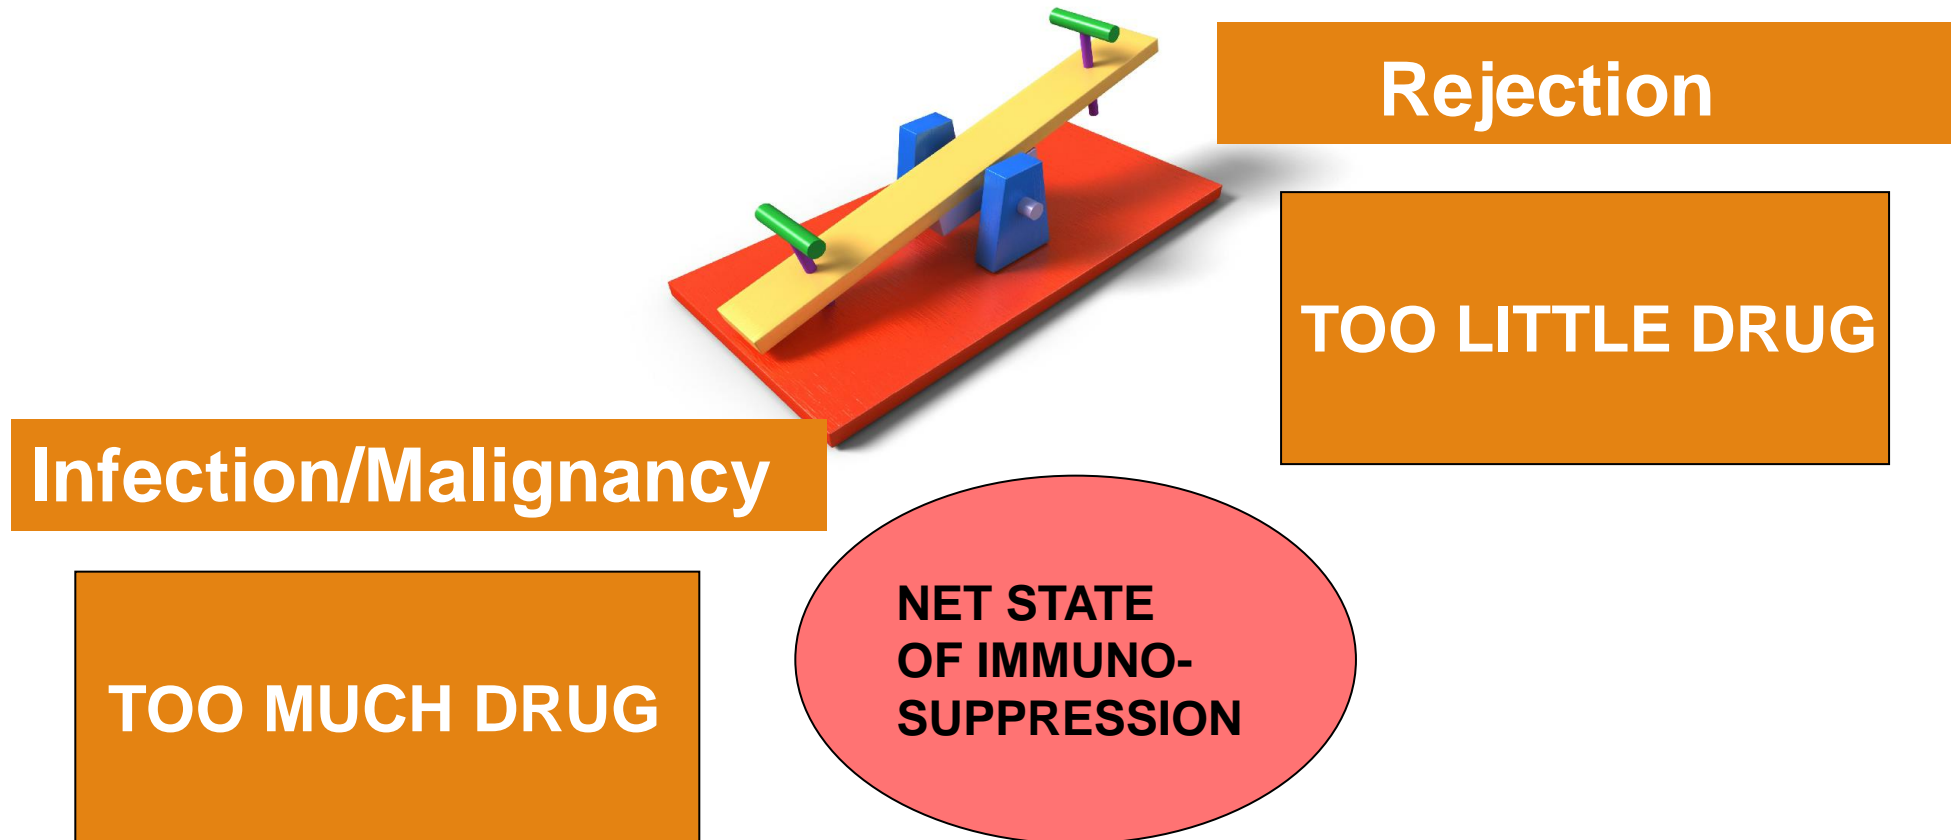 Rejection
TOO LITTLE DRUG
Infection/Malignancy
TOO MUCH DRUG
NET STATE
OF IMMUNO-
SUPPRESSION